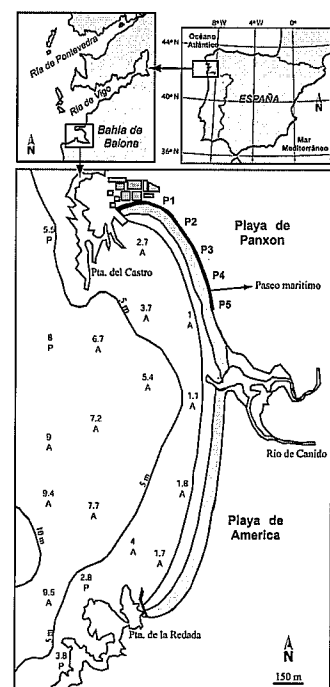 Ría de Pontevedra
Ría de Vigo
Bahía de
Baiona
N
Océano
Atlántico
8°W
4°W
0°
44°N
40°N
36°N
ESPAÑA
Mar
Mediterráneo
N
P1
P2
P3
P4
P5
Playa de
Panxon
Paseo marítimo
Pta. del Castro
5.5
P
2.7
A
5 m
3.7
A
1
A
8
P
6.7
A
5.4
A
1.1
A
Río de Canido
7.2
A
9
A
1.8
A
9.4
A
7.7
A
5 m
Playa de
America
10 m
4
A
1.7
A
9.5
A
2.8
P
5 m
3.8
P
Pta. de la Redada
N
150 m